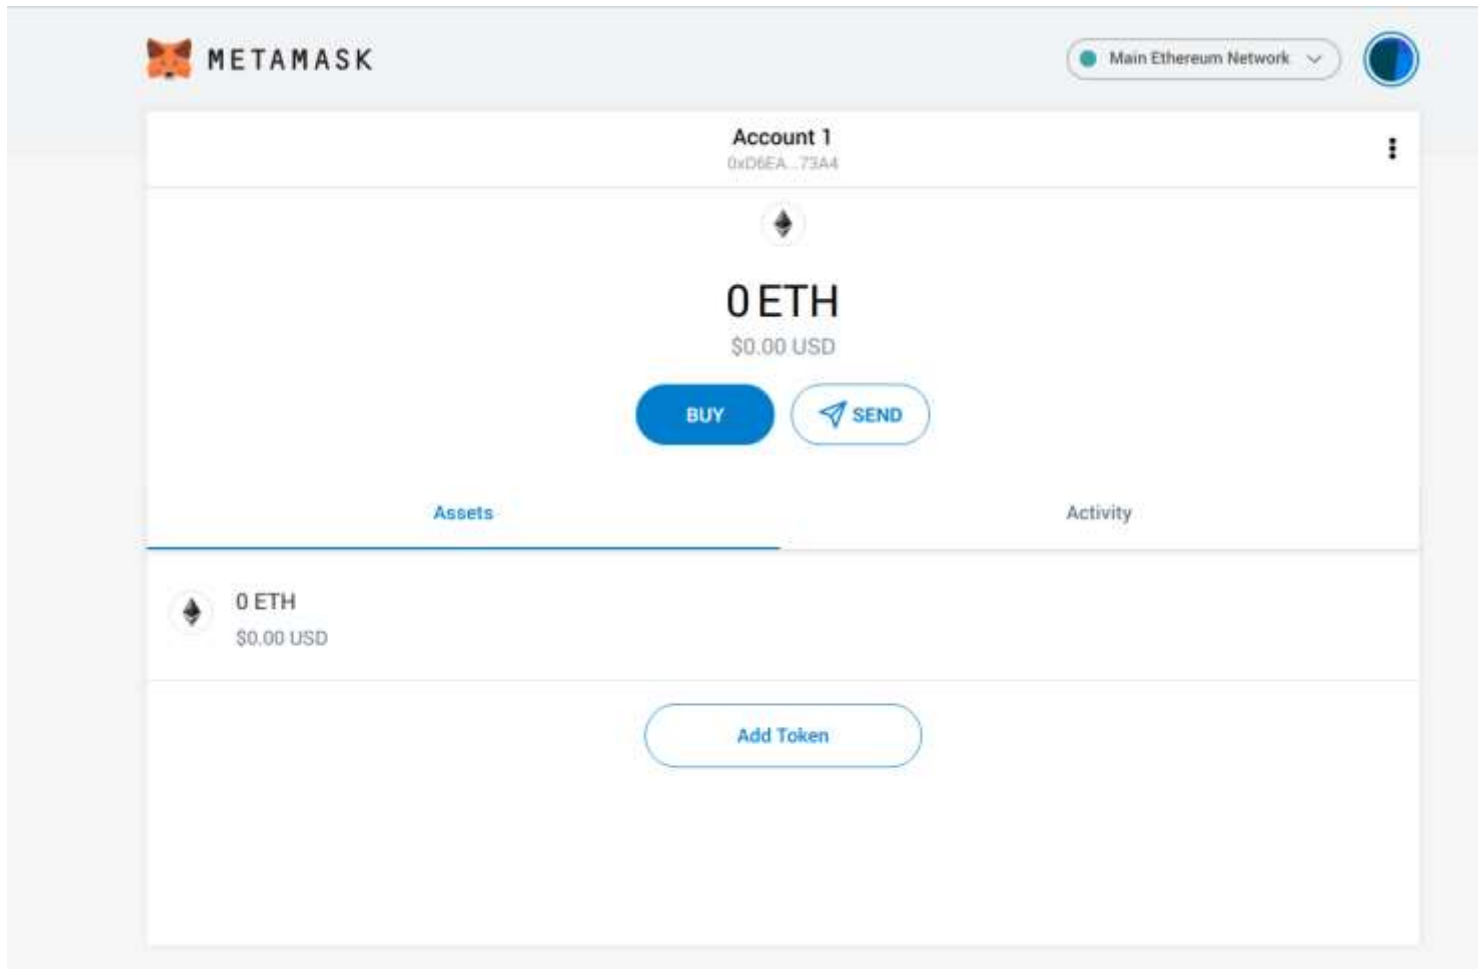 METAMASK
Main Ethereum Network
Account 1
0xD6EA...73A4
0 ETH
$0.00 USD
BUY
SEND
Assets
Activity
0 ETH
$0.00 USD
Add Token